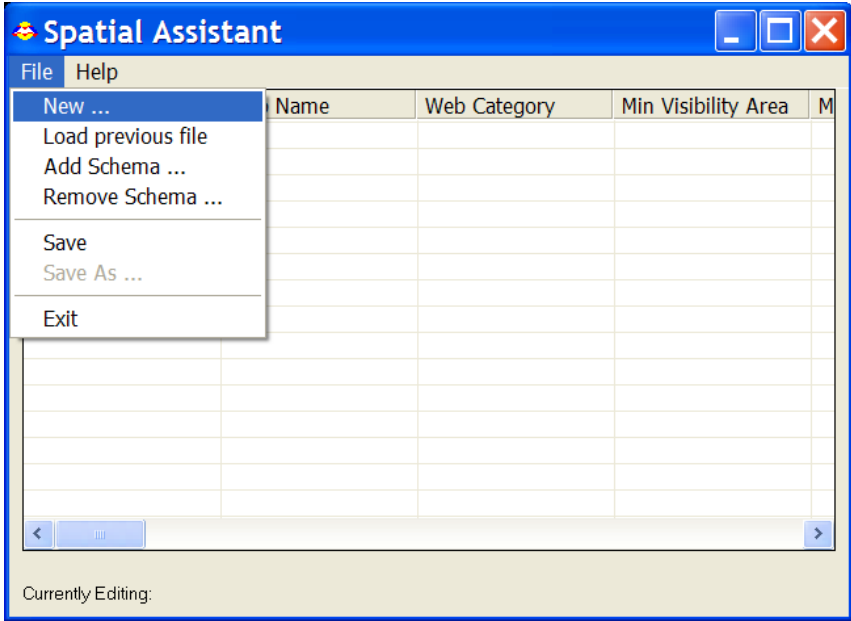 Spatial Assistant
File Help
New ... Name Web Category Min Visibility Area M
Load previous file
Add Schema ...
Remove Schema ...
Save
Save As ...
Exit
Currently Editing: